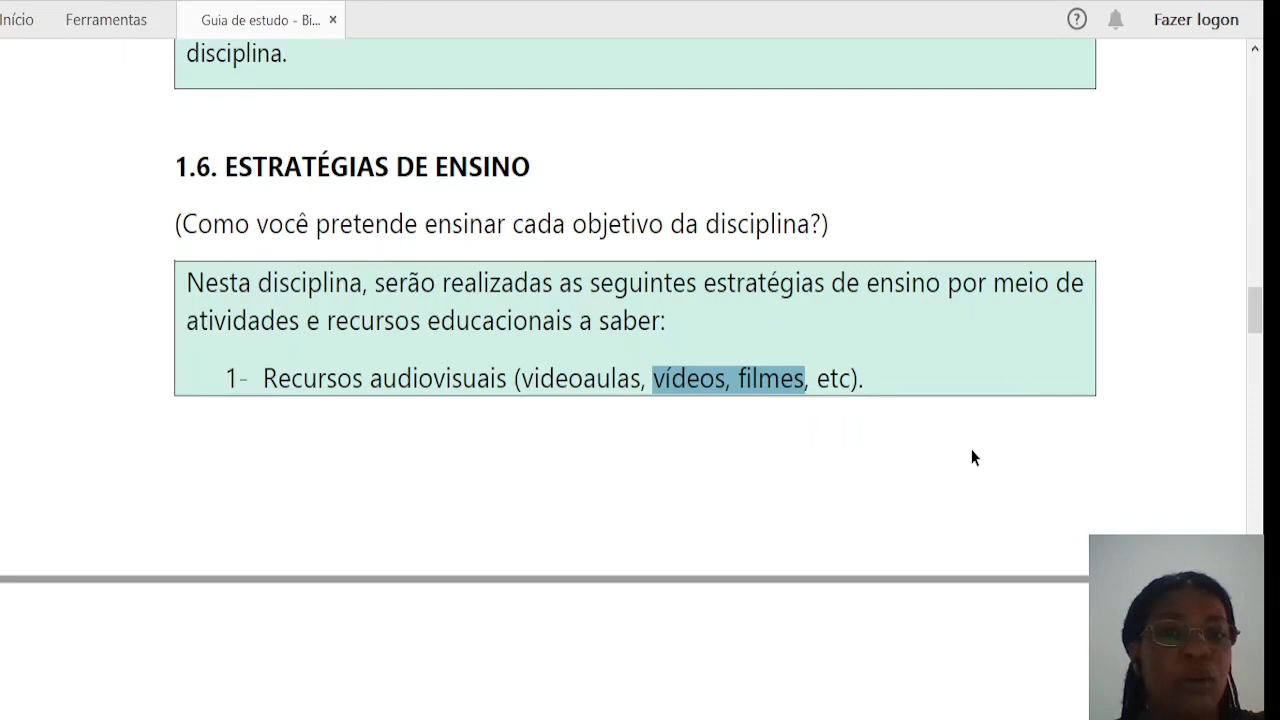 Início Ferramentas Guia de estudo - Bi... × ? Fazer logon
disciplina.
1.6. ESTRATÉGIAS DE ENSINO
(Como você pretende ensinar cada objetivo da disciplina?)
Nesta disciplina, serão realizadas as seguintes estratégias de ensino por meio de
atividades e recursos educacionais a saber:
1- Recursos audiovisuais (videoaulas, vídeos, filmes, etc).